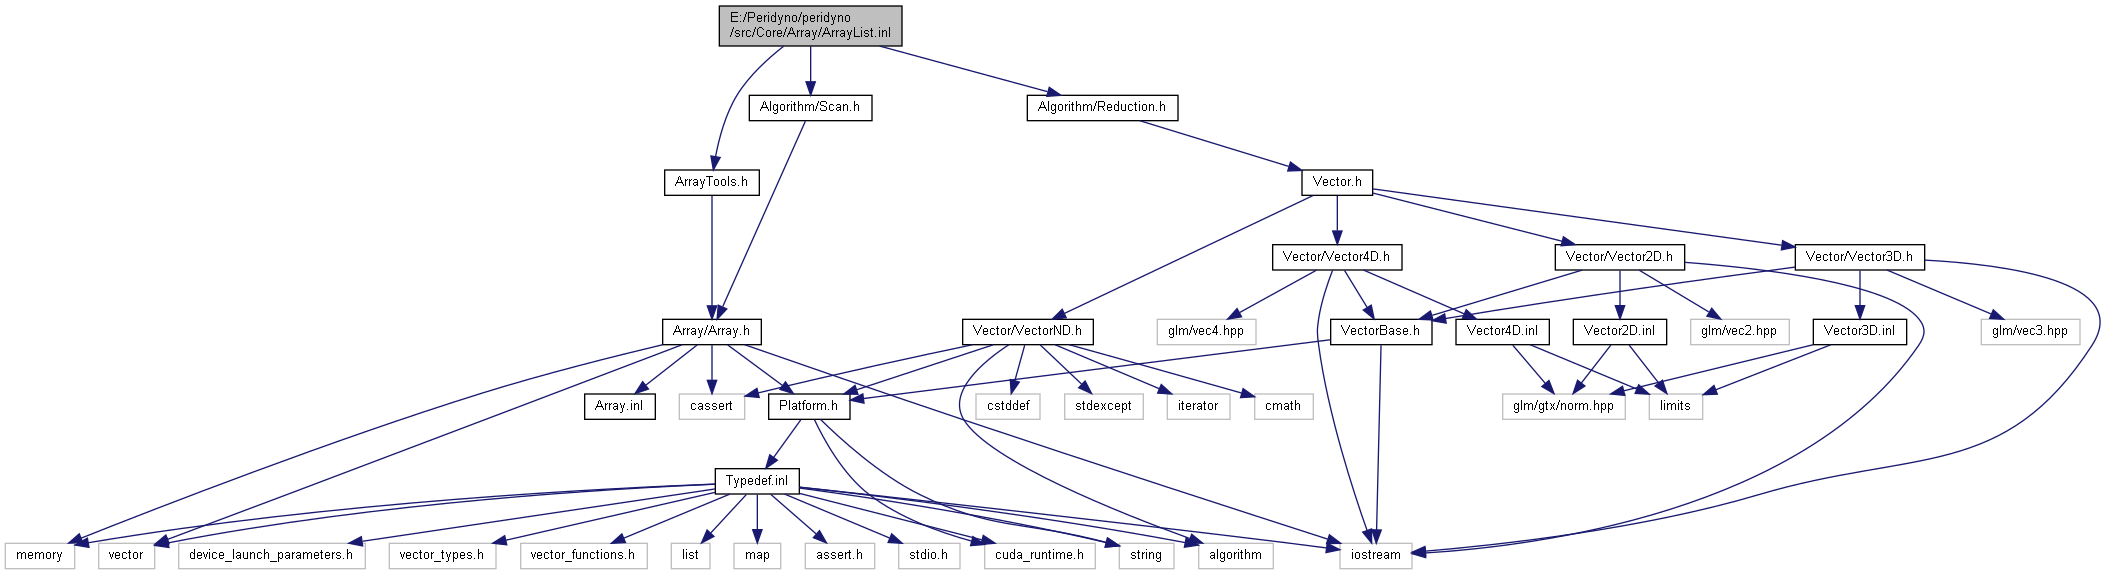 E:/Peridyno/peridyno
/src/Core/Array/ArrayList.inl
Algorithm/Scan.h
Algorithm/Reduction.h
ArrayTools.h
Vector.h
Vector/Vector4D.h
Vector/Vector2D.h
Vector/Vector3D.h
Array/Array.h
Vector/VectorND.h
glm/vec4.hpp
VectorBase.h
Vector4D.inl
Vector2D.inl
glm/vec2.hpp
Vector3D.inl
glm/vec3.hpp
Array.inl
cassert
Platform.h
cstddef
stdexcept
iterator
cmath
glm/gtx/norm.hpp
limits
Typedef.inl
memory
vector
device_launch_parameters.h
vector_types.h
vector_functions.h
list
map
assert.h
stdio.h
cuda_runtime.h
string
algorithm
iostream